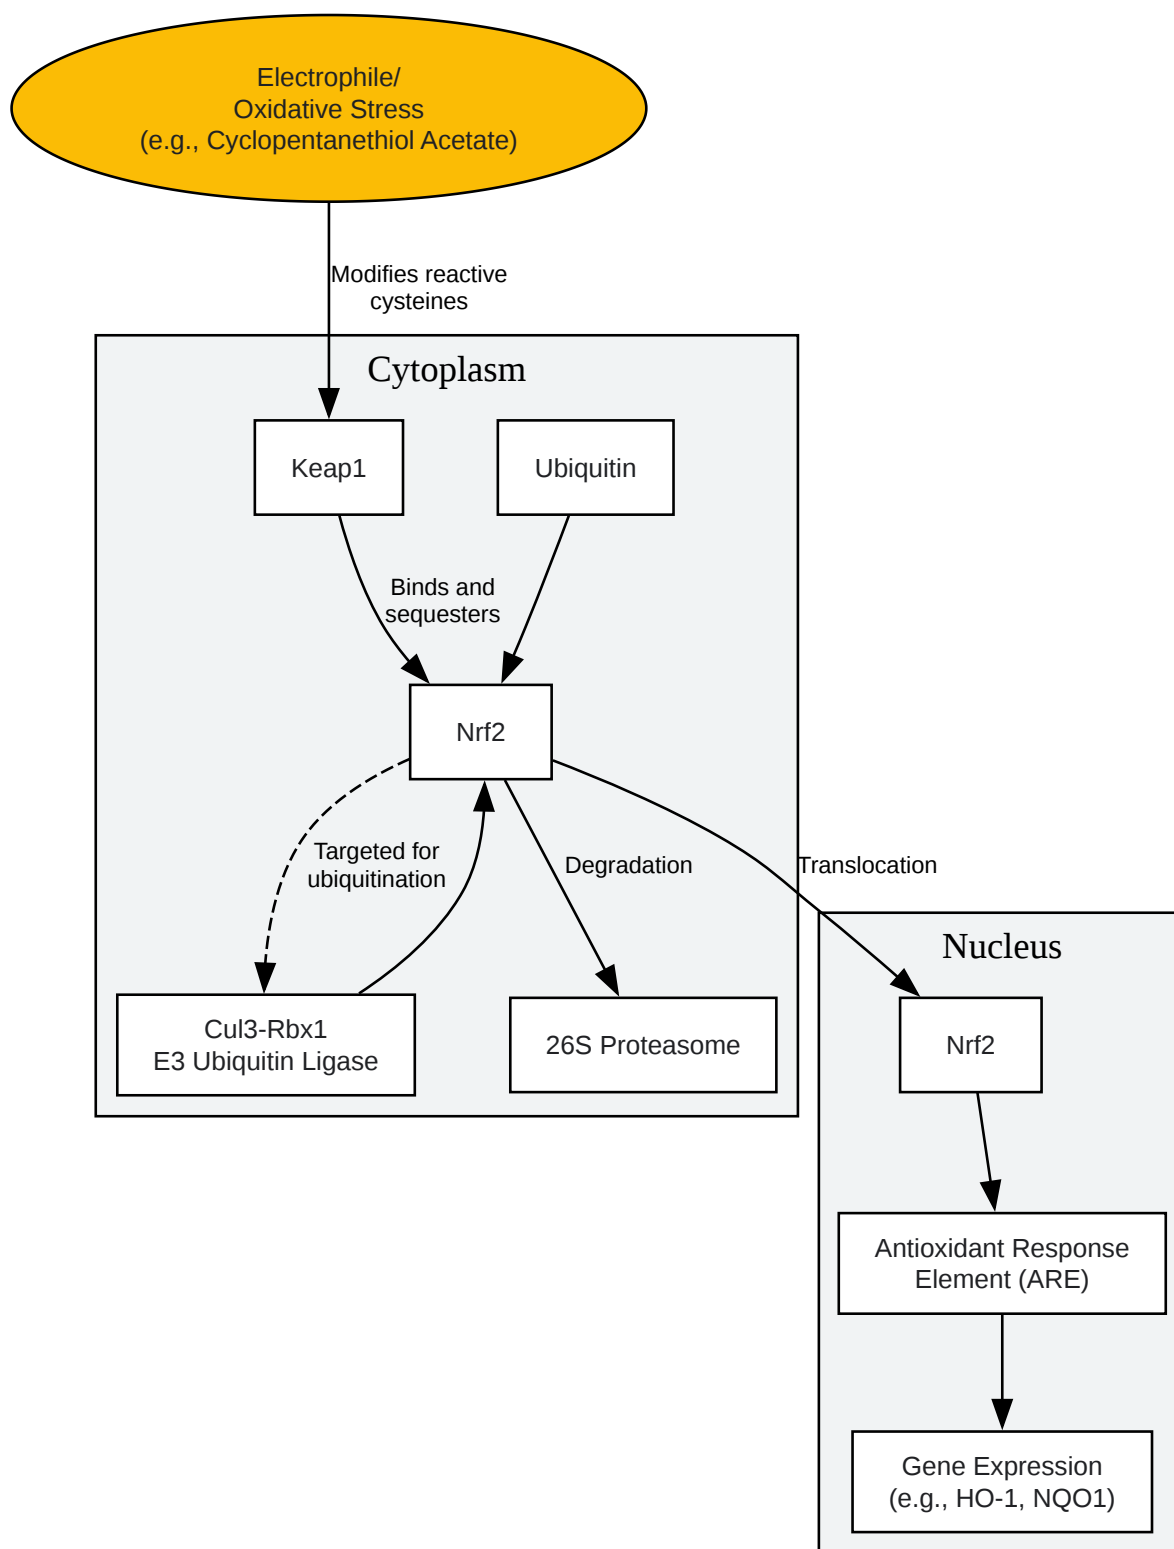 Electrophile/
Oxidative Stress
(e.g., Cyclopentanethiol Acetate)
Modifies reactive
cysteines
Cytoplasm
Keap1
Ubiquitin
Binds and
sequesters
Nrf2
Targeted for
ubiquitination
Degradation
Translocation
Nucleus
Cul3-Rbx1
E3 Ubiquitin Ligase
26S Proteasome
Nrf2
Antioxidant Response
Element (ARE)
Gene Expression
(e.g., HO-1, NQO1)